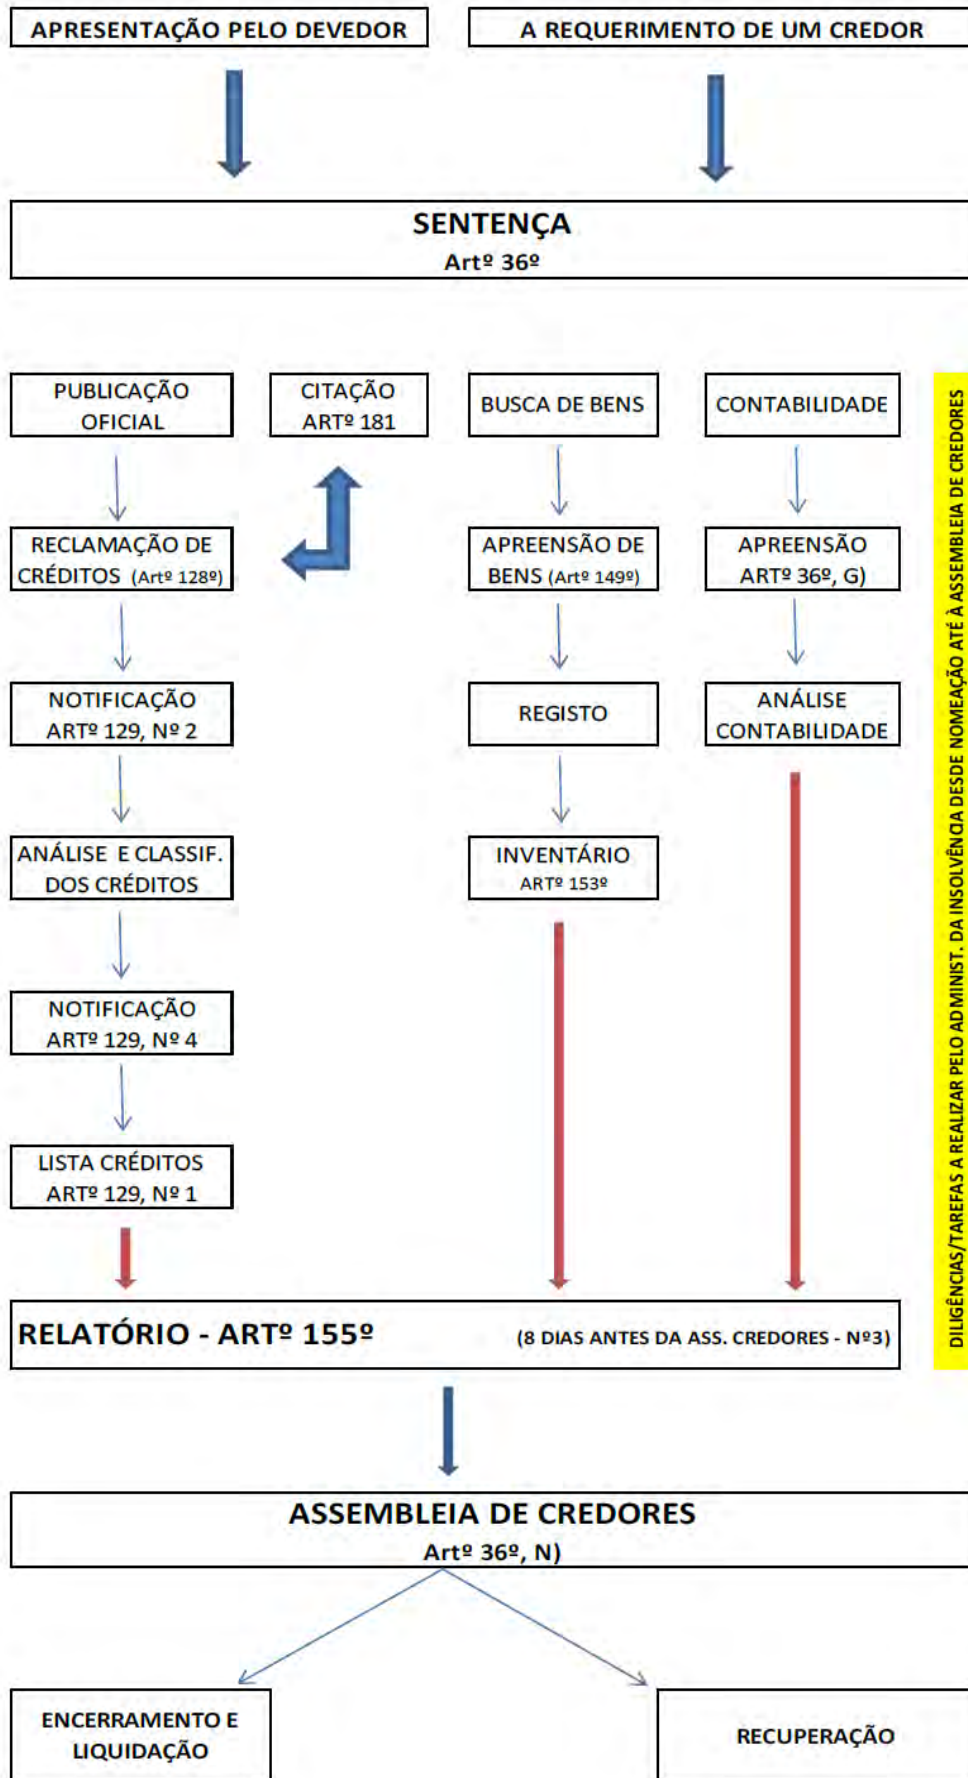 APRESENTAÇÃO PELO DEVEDOR
A REQUERIMENTO DE UM CREDOR
SENTENÇA
Artº 36º
PUBLICAÇÃO
OFICIAL
CITAÇÃO
ARTº 181
BUSCA DE BENS
CONTABILIDADE
RECLAMAÇÃO DE
CRÉDITOS (Artº 128º)
APREENSÃO DE
BENS (Artº 149º)
APREENSÃO
ARTº 36º, G)
NOTIFICAÇÃO
ARTº 129, Nº 2
REGISTO
ANÁLISE
CONTABILIDADE
ANÁLISE E CLASSIF.
DOS CRÉDITOS
INVENTÁRIO
ARTº 153º
NOTIFICAÇÃO
ARTº 129, Nº 4
LISTA CRÉDITOS
ARTº 129, Nº 1
DILIGÊNCIAS/TAREFAS A REALIZAR PELO ADMINIST. DA INSOLVÊNCIA DESDE NOMEAÇÃO ATÉ À ASSEMBLEIA DE CREDORES
RELATÓRIO - ARTº 155º (8 DIAS ANTES DA ASS. CREDORES - Nº3)
ASSEMBLEIA DE CREDORES
Artº 36º, N)
ENCERRAMENTO E
LIQUIDAÇÃO
RECUPERAÇÃO